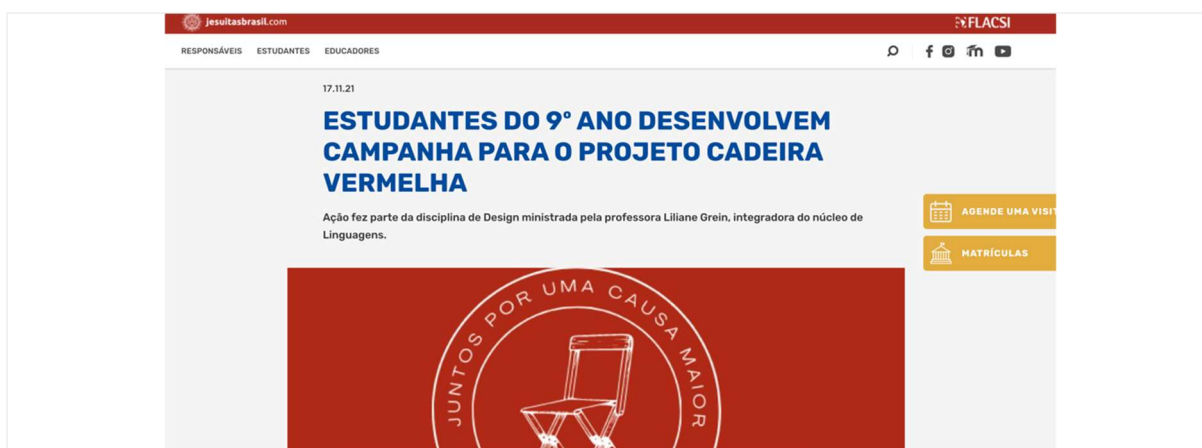 jesuitasbrasil.com
FLACSI
RESPONSÁVEIS ESTUDANTES EDUCADORES
17.11.21
ESTUDANTES DO 9º ANO DESENVOLVEM
CAMPANHA PARA O PROJETO CADEIRA
VERMELHA
Ação fez parte da disciplina de Design ministrada pela professora Liliane Grein, integradora do núcleo de
Linguagens.
AGENDE UMA VISIT
MATRÍCULAS
JUNTOS POR UMA CAUSA MAIOR